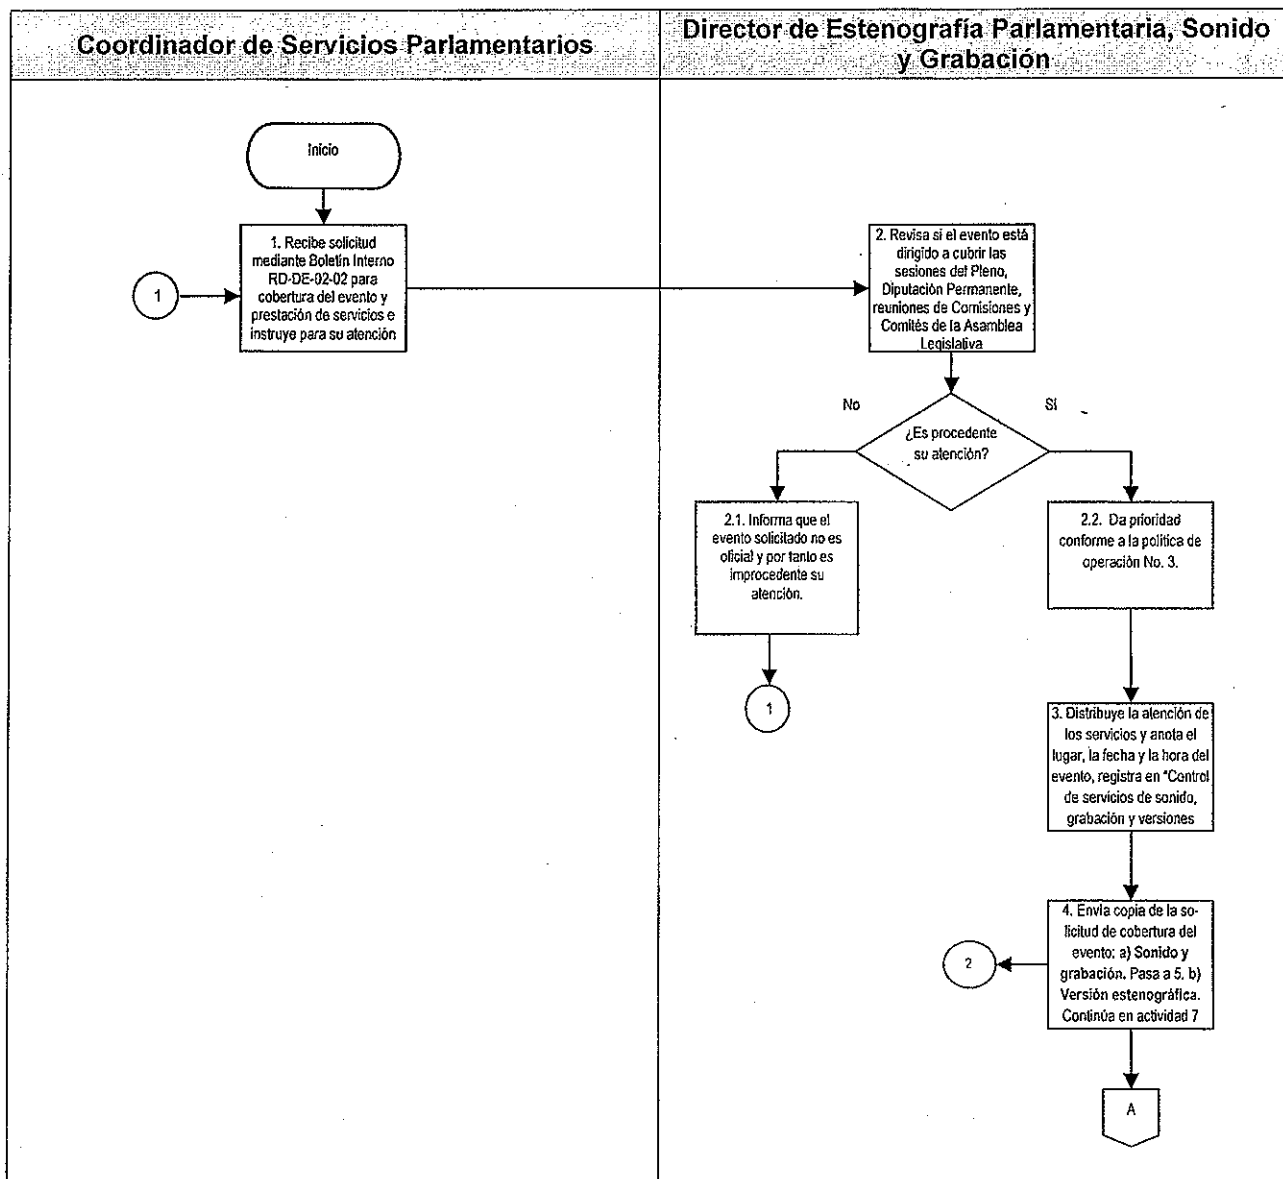 Coordinador de Servicios Parlamentarios
Director de Estenografía Parlamentaria, Sonido
y Grabación
Inicio
1. Recibe solicitud
mediante Boletín Interno
RD-DE-02-02 para
cobertura del evento y
prestación de servicios e
instruye para su atención
1
2. Revisa si el evento está
dirigido a cubrir las
sesiones del Pleno,
Diputación Permanente,
reuniones de Comisiones y
Comités de la Asamblea
Legislativa
No
Sí
¿Es procedente
su atención?
2.1. Informa que el
evento solicitado no es
oficial y por tanto es
improcedente su
atención.
2.2. Da prioridad
conforme a la política de
operación No. 3.
1
3. Distribuye la atención de
los servicios y anota el
lugar, la fecha y la hora del
evento, registra en "Control
de servicios de sonido,
grabación y versiones
4. Envía copia de la so-
licitud de cobertura del
evento: a) Sonido y
grabación. Pasa a 5. b)
Versión estenográfica.
Continúa en actividad 7
2
A